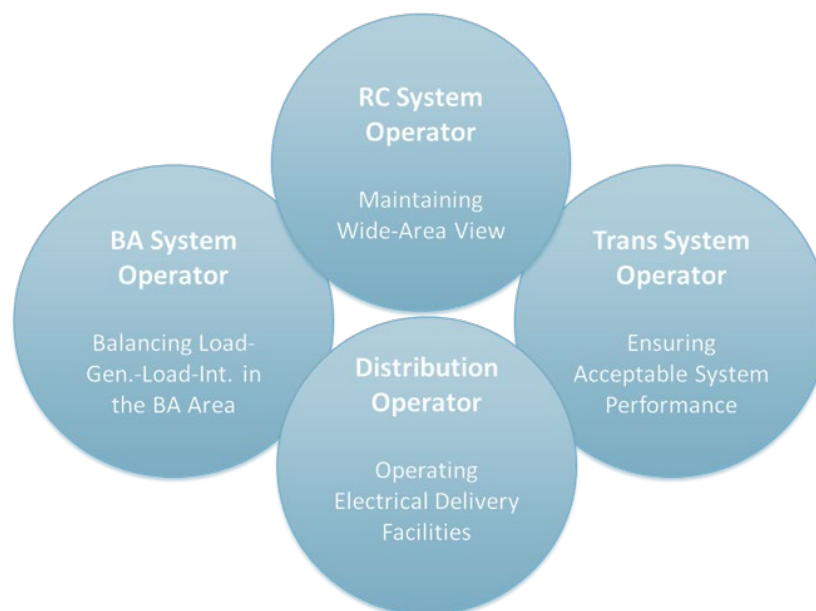 RC System
Operator
Maintaining
Wide-Area View
BA System
Operator
Balancing Load-
Gen.-Load-Int. in
the BA Area
Trans System
Operator
Ensuring
Acceptable System
Performance
Distribution
Operator
Operating
Electrical Delivery
Facilities